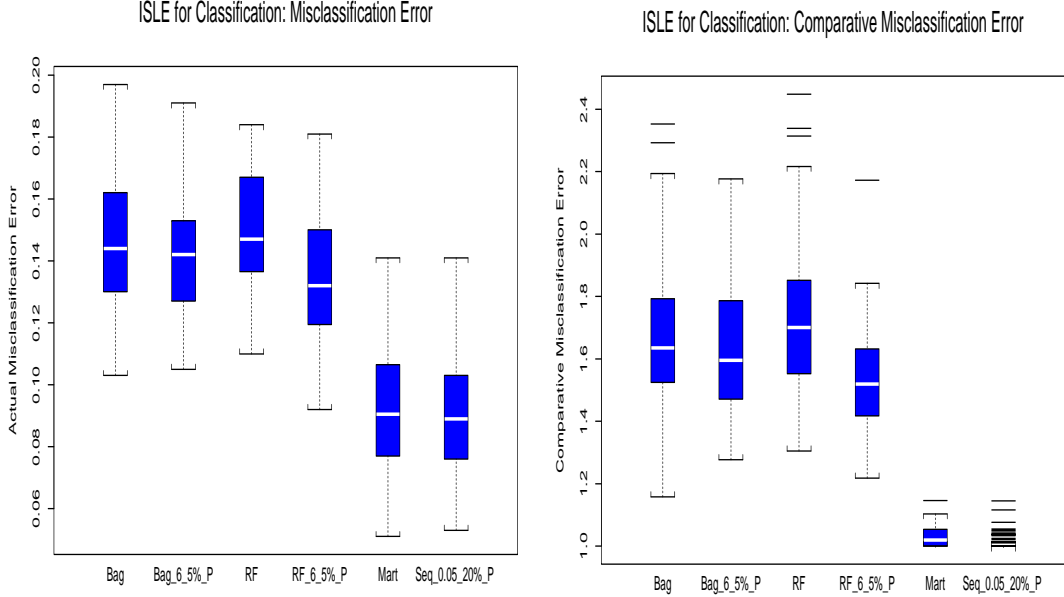 ISLE for Classification: Misclassification Error
Actual Misclassification Error
0.20
0.18
0.16
0.14
0.12
0.10
0.08
0.06
Bag Bag_6_5%_P RF RF_6_5%_P Mart Seq_0.05_20%_P
ISLE for Classification: Comparative Misclassification Error
Comparative Misclassification Error
2.4
2.2
2.0
1.8
1.6
1.4
1.2
1.0
Bag Bag_6_5%_P RF RF_6_5%_P Mart Seq_0.05_20%_P